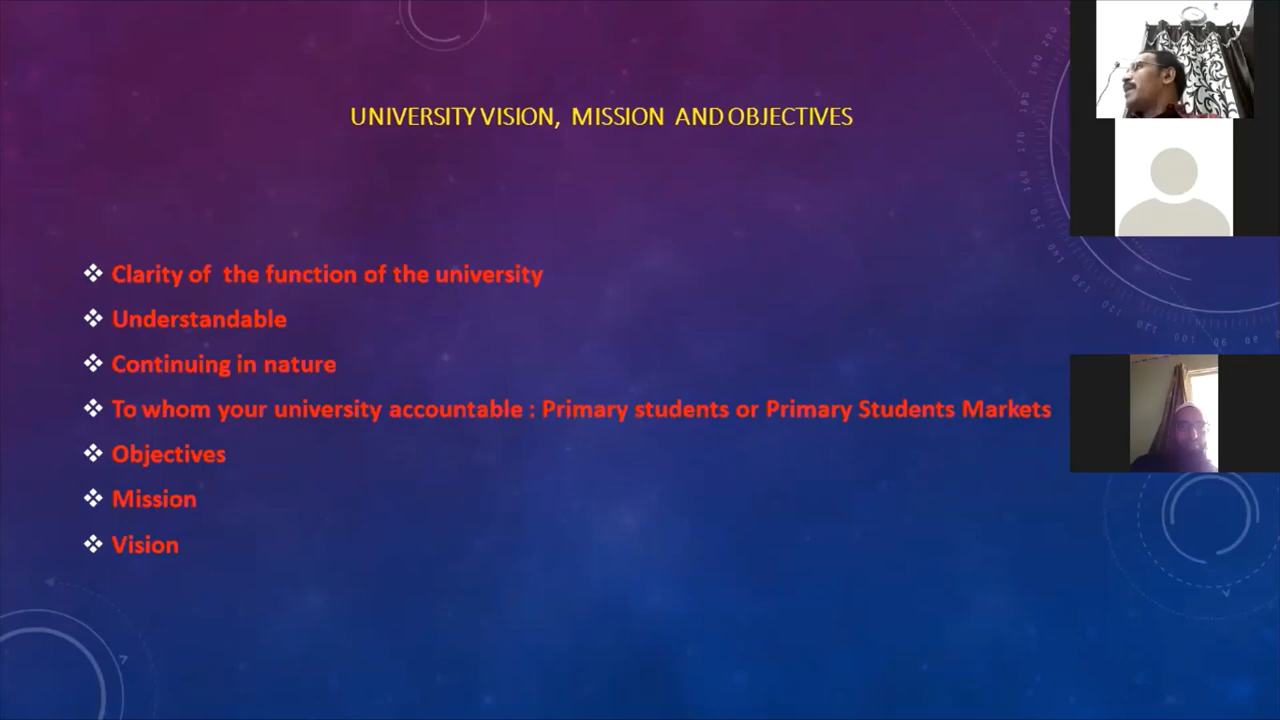 UNIVERSITY VISION, MISSION AND OBJECTIVES
Clarity of the function of the university
Understandable
Continuing in nature
To whom your university accountable : Primary students or Primary Students Markets
Objectives
Mission
Vision